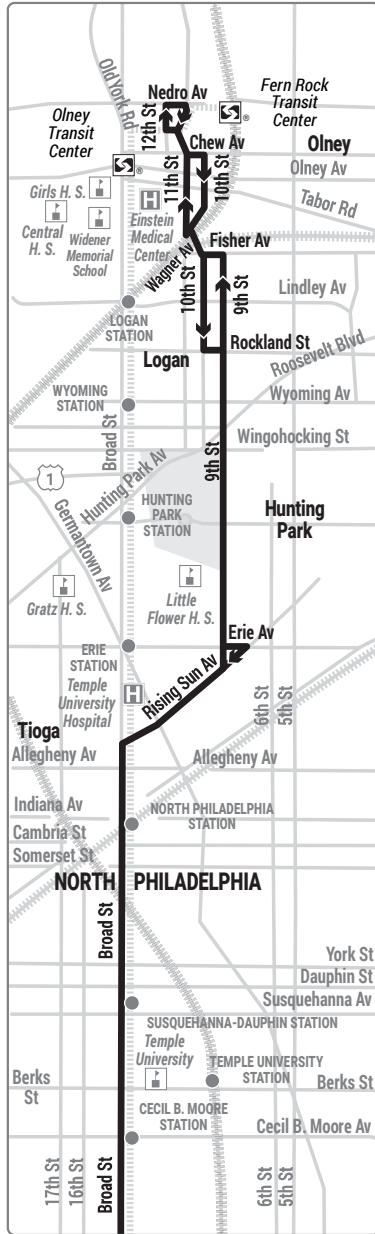 Old York Rd
Nedro Av
12th St
Fern Rock
Transit
Center
®
Olney
Transit
Center
®
Chew Av
11th St
10th St
Olney
Olney Av
Girls H. S.
Central
H. S.
Widener
Memorial
School
Einstein
Medical
Center
Tabor Rd
Wagner Av
Fisher Av
10th St
9th St
Lindley Av
LOGAN
STATION
Rockland St
Logan
Roosevelt Blvd
WYOMING
STATION
Wyoming Av
Broad St
Wingohocking St
9th St
1
Hunting Park Av
Germantown Av
HUNTING
PARK
STATION
Hunting
Park
Gratz H. S.
Little
Flower H. S.
Erie Av
ERIE
STATION
Temple
University
Hospital
Rising Sun Av
6th St
5th St
Tioga
Allegheny Av
Allegheny Av
Indiana Av
NORTH PHILADELPHIA
STATION
Cambria St
Somerset St
NORTH PHILADELPHIA
Broad St
York St
Dauphin St
Susquehanna Av
SUSQUEHANNA-DAUPHIN STATION
Temple
University
TEMPLE UNIVERSITY
STATION
Berks
St
Berks St
CECIL B. MOORE
STATION
Cecil B. Moore Av
17th St
16th St
Broad St
6th St
5th St